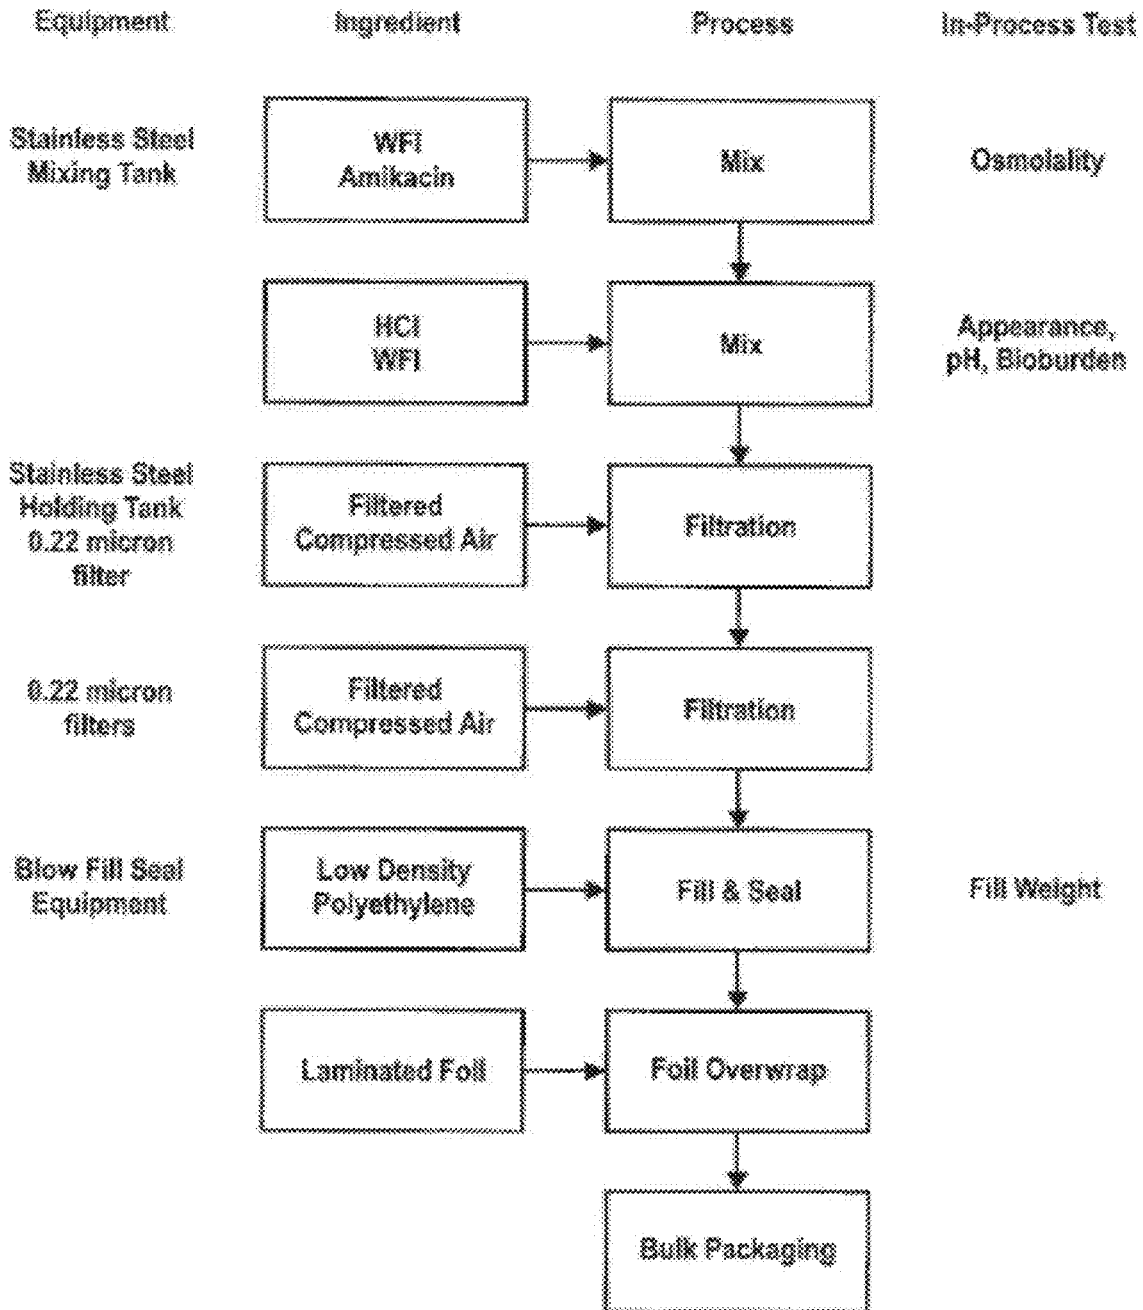 Equipment Ingredient Process In-Process Test
Stainless Steel
Mixing Tank
WFI
Amikacin
Mix
Osmolality
HCl
WFI
Mix
Appearance,
pH, Bioburden
Stainless Steel
Holding Tank
0.22 micron
filter
Filtered
Compressed Air
Filtration
0.22 micron
filters
Filtered
Compressed Air
Filtration
Blow Fill Seal
Equipment
Low Density
Polyethylene
Fill & Seal
Fill Weight
Laminated Foil
Foil Overwrap
Bulk Packaging